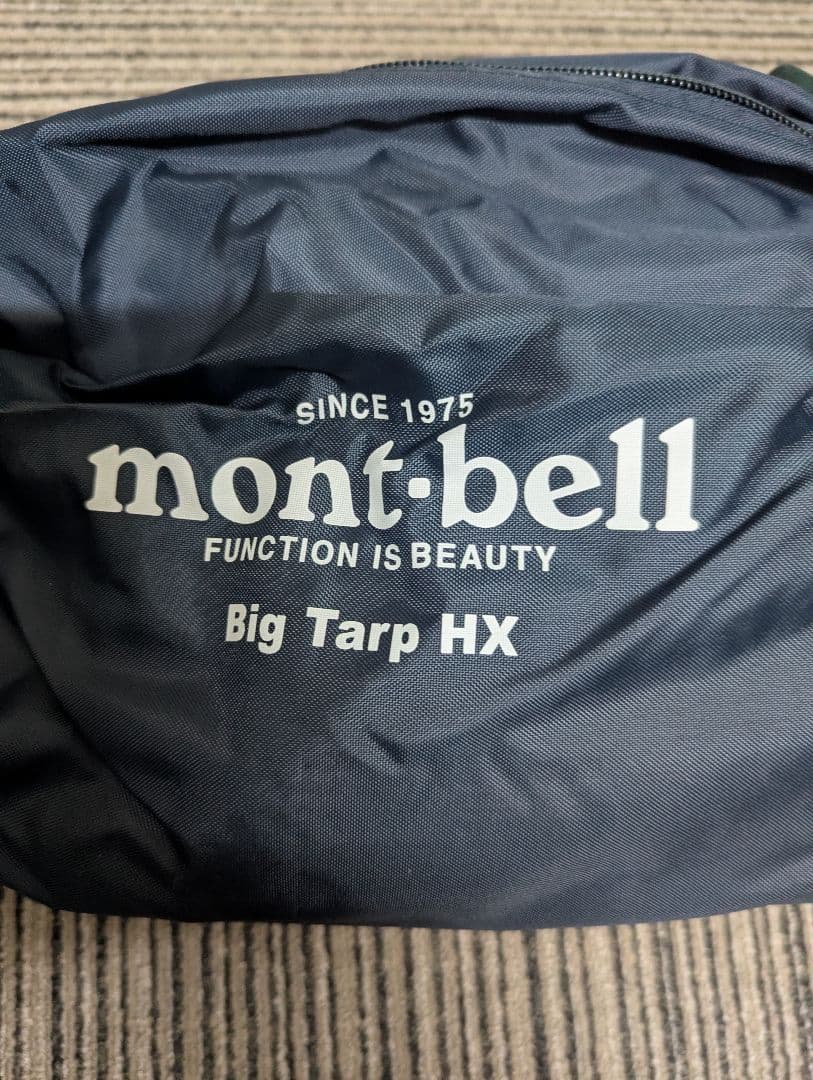 SINCE 1975
mont·bell
FUNCTION IS BEAUTY
Big Tarp HX